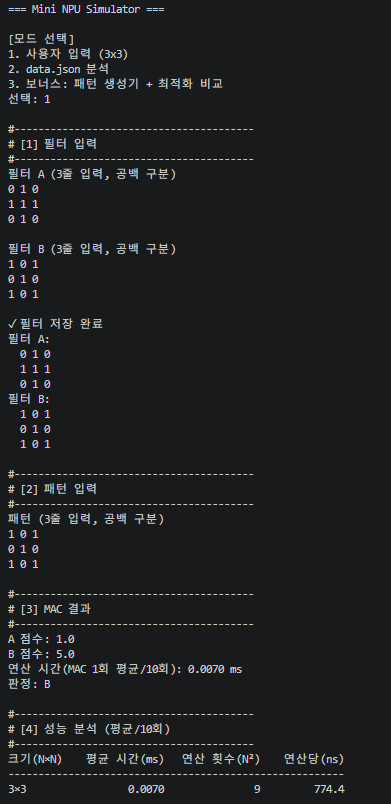 === Mini NPU Simulator ===
[모드 선택]
1. 사용자 입력 (3x3)
2. data.json 분석
3. 보너스: 패턴 생성기 + 최적화 비교
선택: 1
#---------------------------------------
# [1] 필터 입력
#---------------------------------------
필터 A (3줄 입력, 공백 구분)
0 1 0
1 1 1
0 1 0
필터 B (3줄 입력, 공백 구분)
1 0 1
0 1 0
1 0 1
✓ 필터 저장 완료
필터 A:
  0 1 0
  1 1 1
  0 1 0
필터 B:
  1 0 1
  0 1 0
  1 0 1
#---------------------------------------
# [2] 패턴 입력
#---------------------------------------
패턴 (3줄 입력, 공백 구분)
1 0 1
0 1 0
1 0 1
#---------------------------------------
# [3] MAC 결과
#---------------------------------------
A 점수: 1.0
B 점수: 5.0
연산 시간(MAC 1회 평균/10회): 0.0070 ms
판정: B
#---------------------------------------
# [4] 성능 분석 (평균/10회)
#---------------------------------------
크기(N×N)    평균 시간(ms)    연산 횟수(N²)    연산당(ns)
--------------------------------------------------------
3×3    0.0070    9    774.4